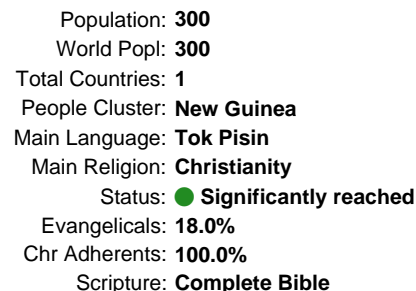 Population: 300
World Popl: 300
Total Countries: 1
People Cluster: New Guinea
Main Language: Tok Pisin
Main Religion: Christianity
Status: Significantly reached
Evangelicals: 18.0%
Chr Adherents: 100.0%
Scripture: Complete Bible